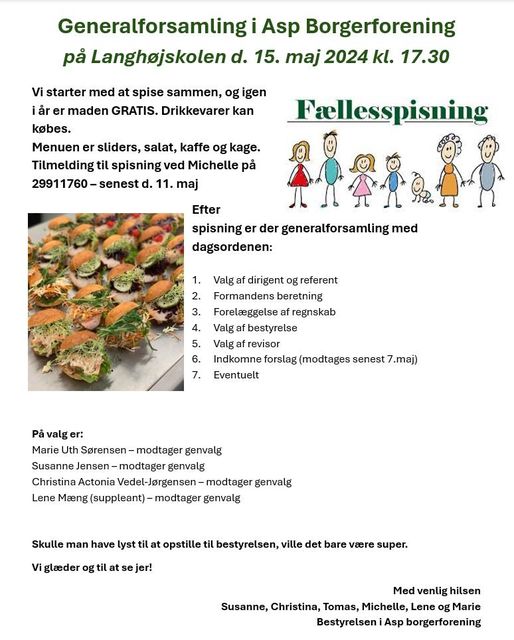 Generalforsamling i Asp Borgerforening
på Langhøjskolen d. 15. maj 2024 kl. 17.30
Vi starter med at spise sammen, og igen
i år er maden GRATIS. Drikkevarer kan
købes.
Menuen er sliders, salat, kaffe og kage.
Tilmelding til spisning ved Michelle på
29911760 – senest d. 11. maj
Fællesspisning
Efter
spisning er der generalforsamling med
dagsordenen:
1. Valg af dirigent og referent
2. Formandens beretning
3. Forelæggelse af regnskab
4. Valg af bestyrelse
5. Valg af revisor
6. Indkomne forslag (modtages senest 7.maj)
7. Eventuelt
På valg er:
Marie Uth Sørensen – modtager genvalg
Susanne Jensen – modtager genvalg
Christina Actonia Vedel-Jørgensen – modtager genvalg
Lene Mæng (suppleant) – modtager genvalg
Skulle man have lyst til at opstille til bestyrelsen, ville det bare være super.
Vi glæder og til at se jer!
Med venlig hilsen
Susanne, Christina, Tomas, Michelle, Lene og Marie
Bestyrelsen i Asp borgerforening